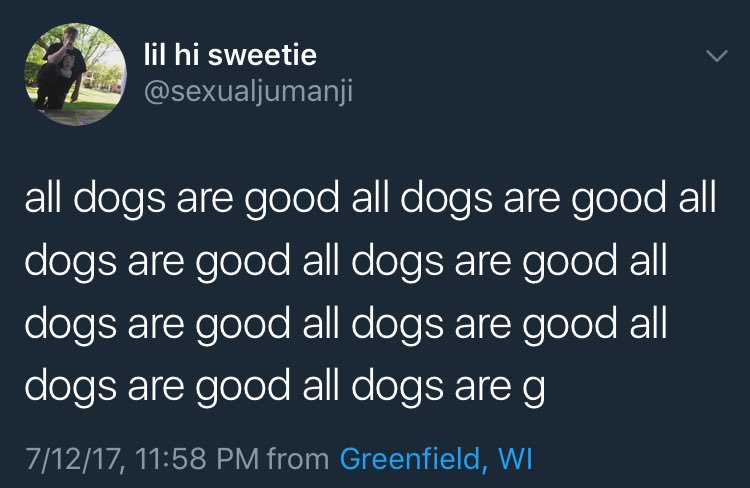 lil hi sweetie
@sexualjumanji
all dogs are good all dogs are good all
dogs are good all dogs are good all
dogs are good all dogs are good all
dogs are good all dogs are g
7/12/17, 11:58 PM from Greenfield, WI